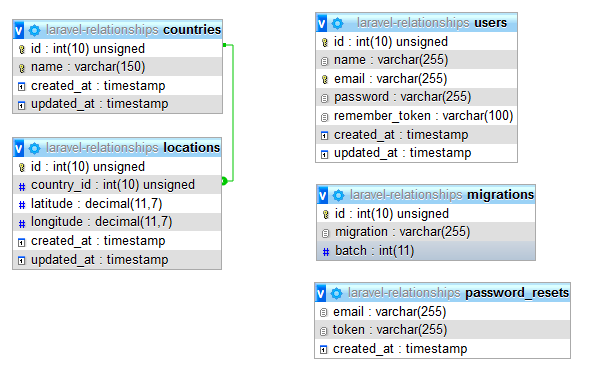 v laravel-relationships countries
id : int(10) unsigned
name : varchar(150)
created_at : timestamp
updated_at : timestamp
v laravel-relationships locations
id : int(10) unsigned
# country_id : int(10) unsigned
# latitude : decimal(11,7)
# longitude : decimal(11,7)
created_at : timestamp
updated_at : timestamp
v laravel-relationships users
id : int(10) unsigned
name : varchar(255)
email : varchar(255)
password : varchar(255)
remember_token : varchar(100)
created_at : timestamp
updated_at : timestamp
v laravel-relationships migrations
id : int(10) unsigned
migration : varchar(255)
# batch : int(11)
v laravel-relationships password_resets
email : varchar(255)
token : varchar(255)
created_at : timestamp